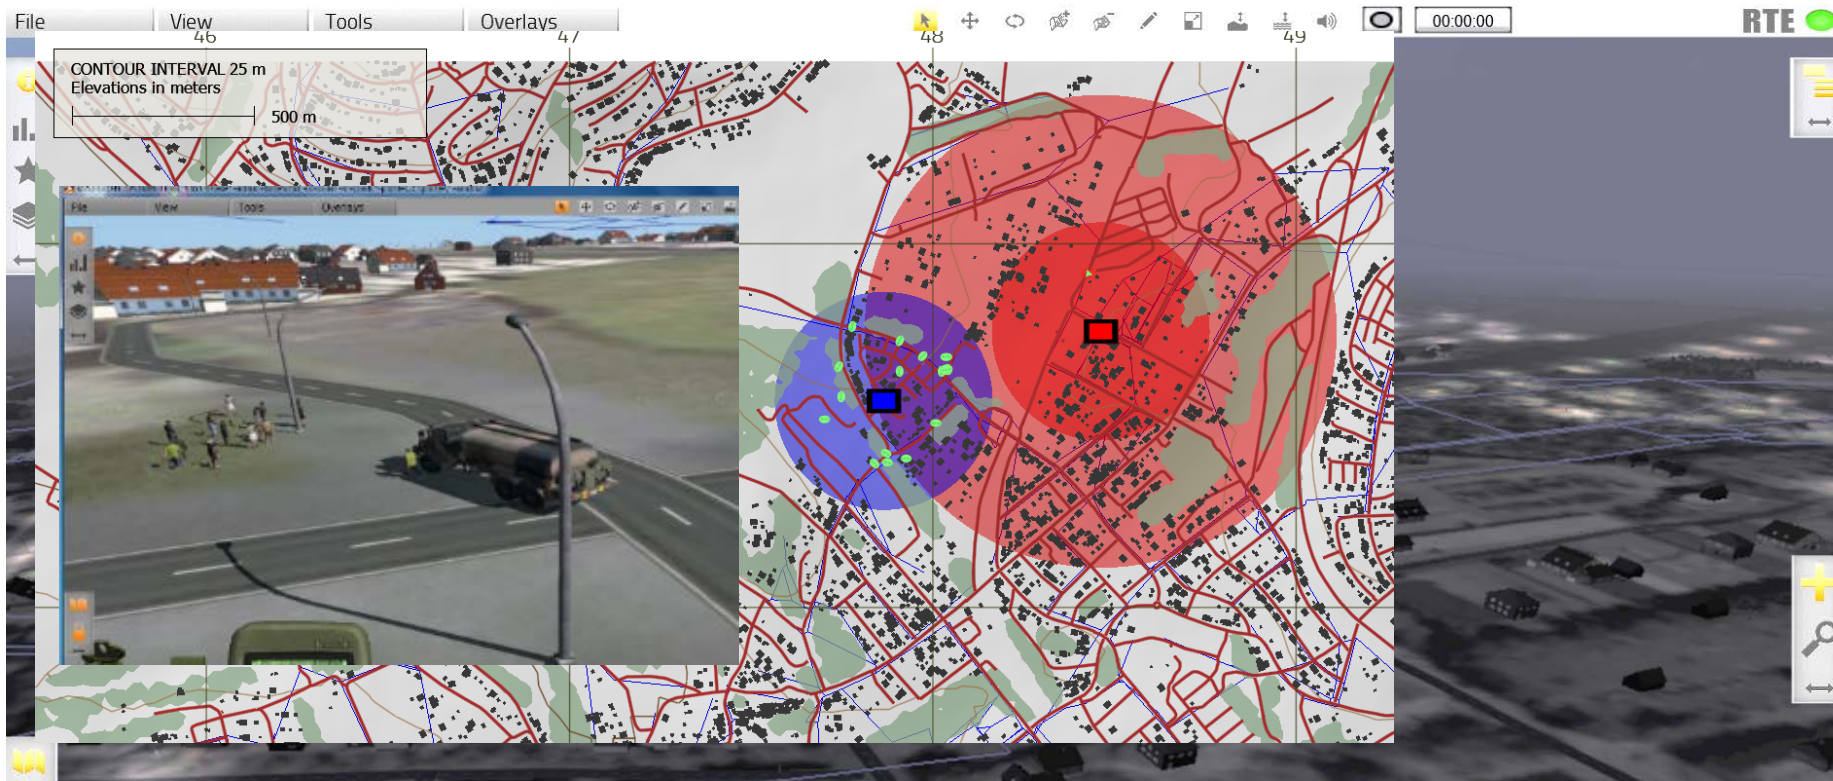 File View Tools Overlays 00:00:00 RTE
46 47 48 49
CONTOUR INTERVAL 25 m
Elevations in meters
500 m
File View Tools Overlays